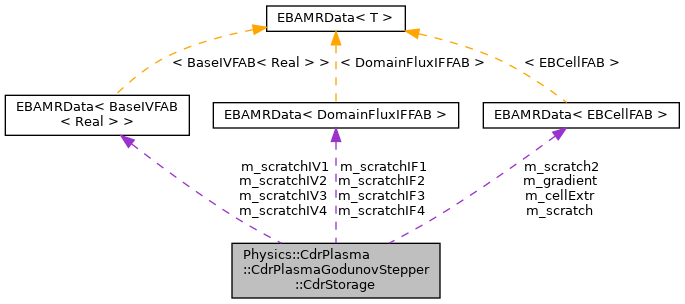 EBAMRData< T >
< BaseIVFAB< Real > >
< DomainFluxIFFAB >
< EBCellFAB >
EBAMRData< BaseIVFAB
< Real > >
EBAMRData< DomainFluxIFFAB >
EBAMRData< EBCellFAB >
m_scratchIV1
m_scratchIV2
m_scratchIV3
m_scratchIV4
m_scratchIF1
m_scratchIF2
m_scratchIF3
m_scratchIF4
m_scratch2
m_gradient
m_cellExtr
m_scratch
Physics::CdrPlasma
::CdrPlasmaGodunovStepper
::CdrStorage